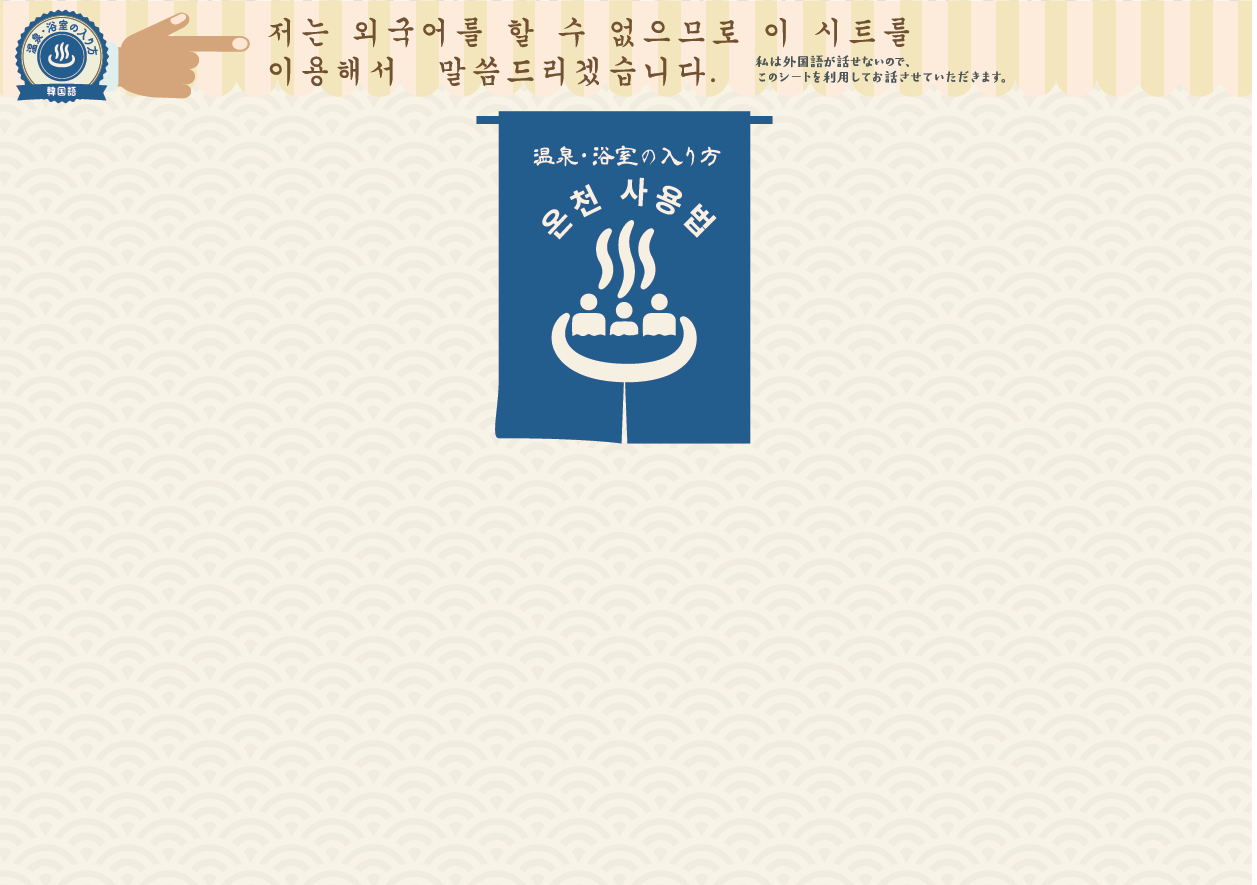 温泉・浴室の入り方
韓国語
저는 외국어를 할 수 없으므로 이 시트를
이용해서 말씀드리겠습니다.
私は外国語が話せないので、
このシートを利用してお話させていただきます。
温泉・浴室の入り方
온천 사용법